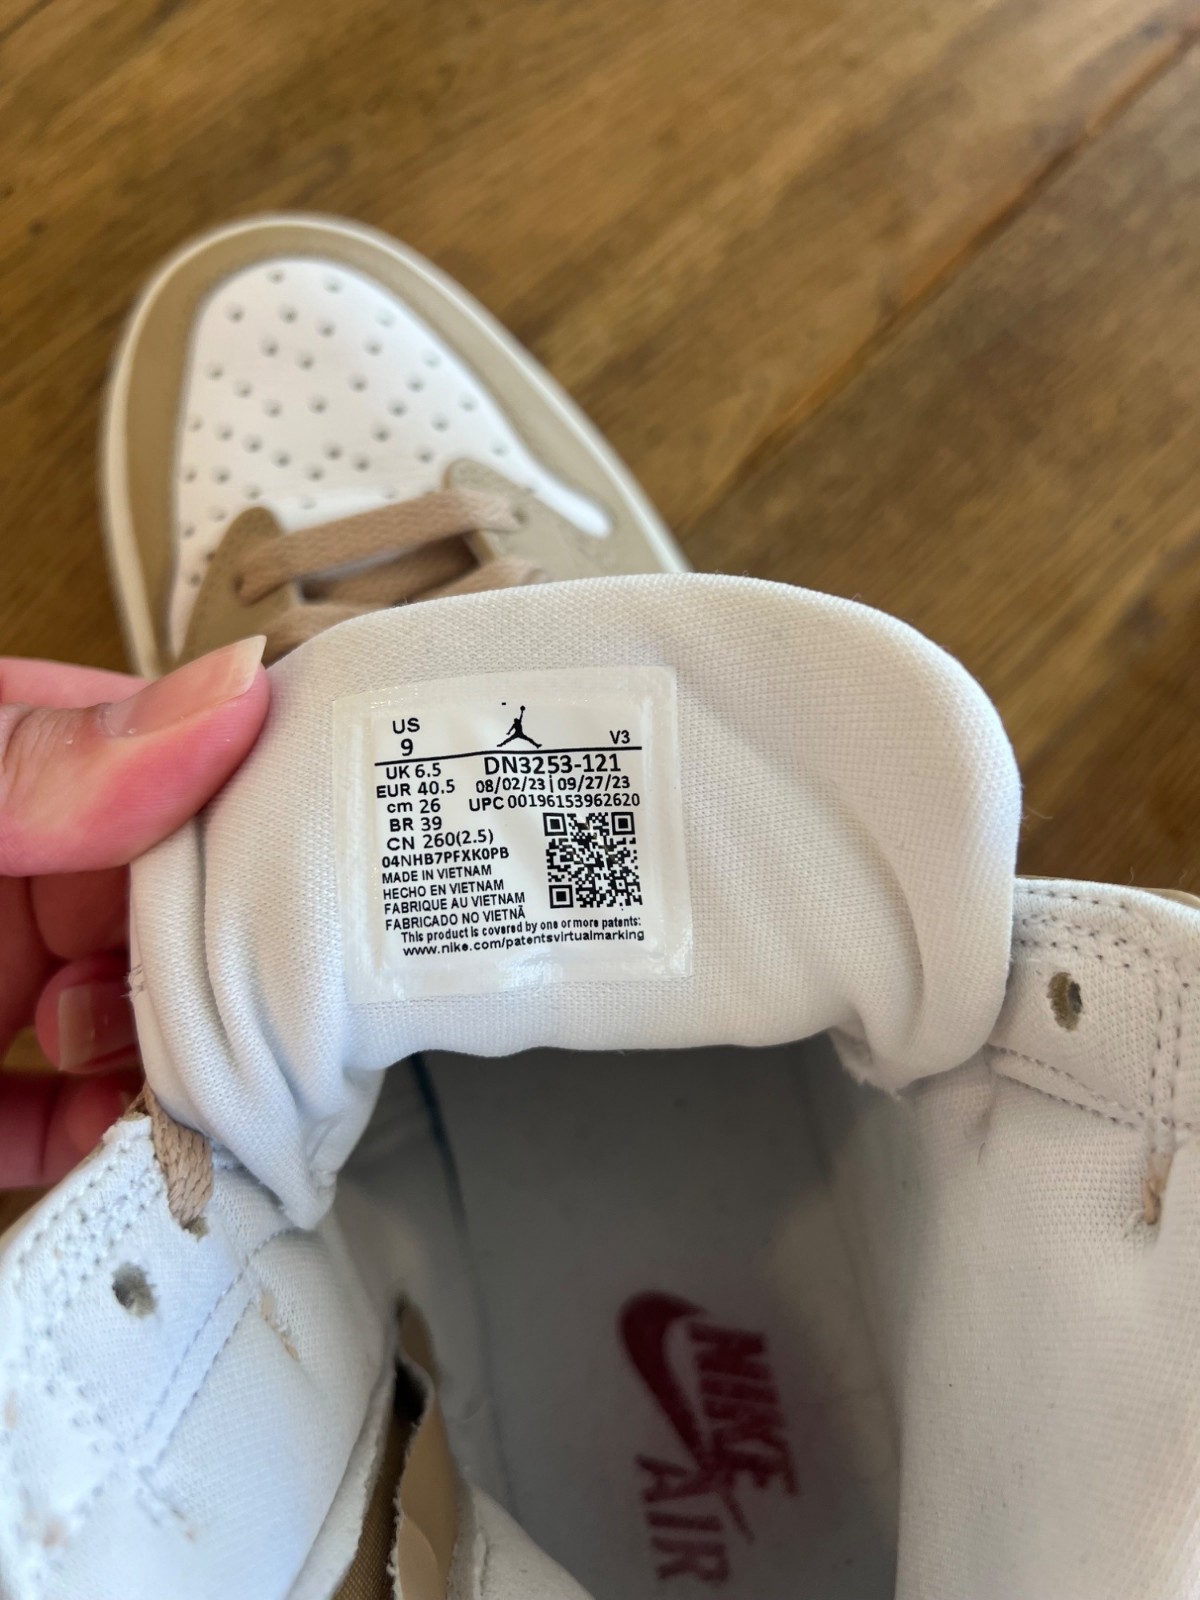 US
9
V3
UK 6.5
DN3253-121
EUR 40.5
08/02/23|09/27/23
cm 26
UPC 00196153962620
BR 39
CN 260(2.5)
04NHB7PFXK0PB
MADE IN VIETNAM
HECHO EN VIETNAM
FABRIQUE AU VIETNAM
FABRICADO NO VIETNÃ
This product is covered by one or more patents:
www.nike.com/patentsvirtualmarking
NIKE
AIR